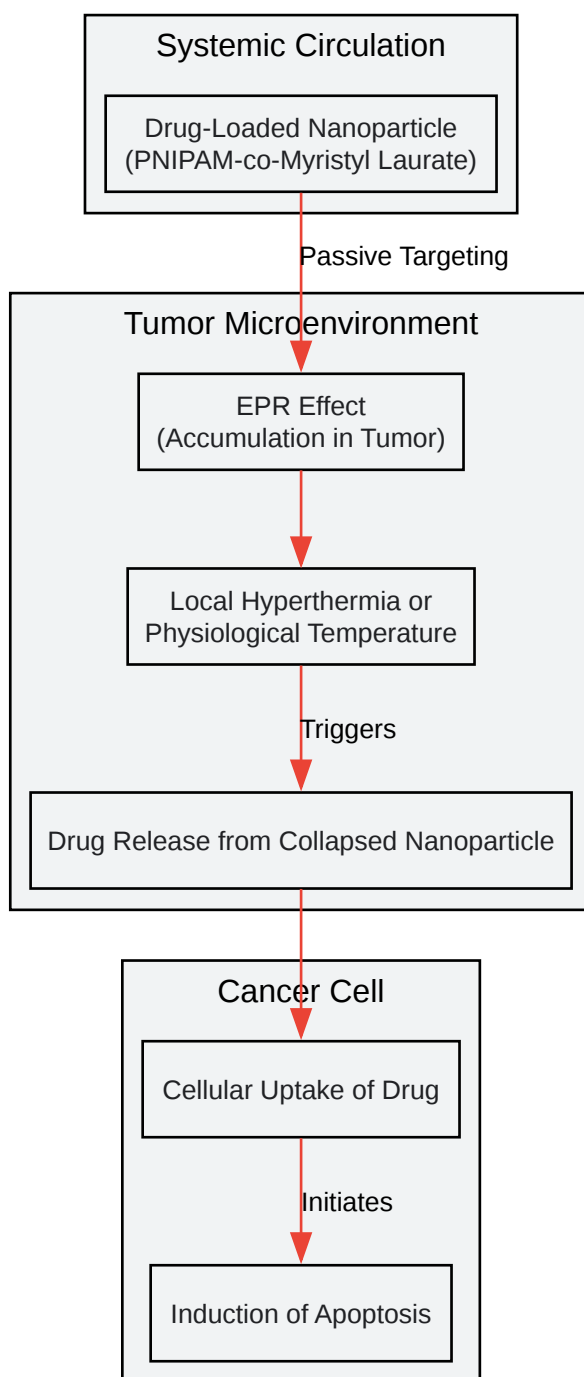 Systemic Circulation
Drug-Loaded Nanoparticle
(PNIPAM-co-Myristyl Laurate)
Passive Targeting
Tumor Microenvironment
EPR Effect
(Accumulation in Tumor)
Local Hyperthermia or
Physiological Temperature
Triggers
Drug Release from Collapsed Nanoparticle
Cancer Cell
Cellular Uptake of Drug
Initiates
Induction of Apoptosis